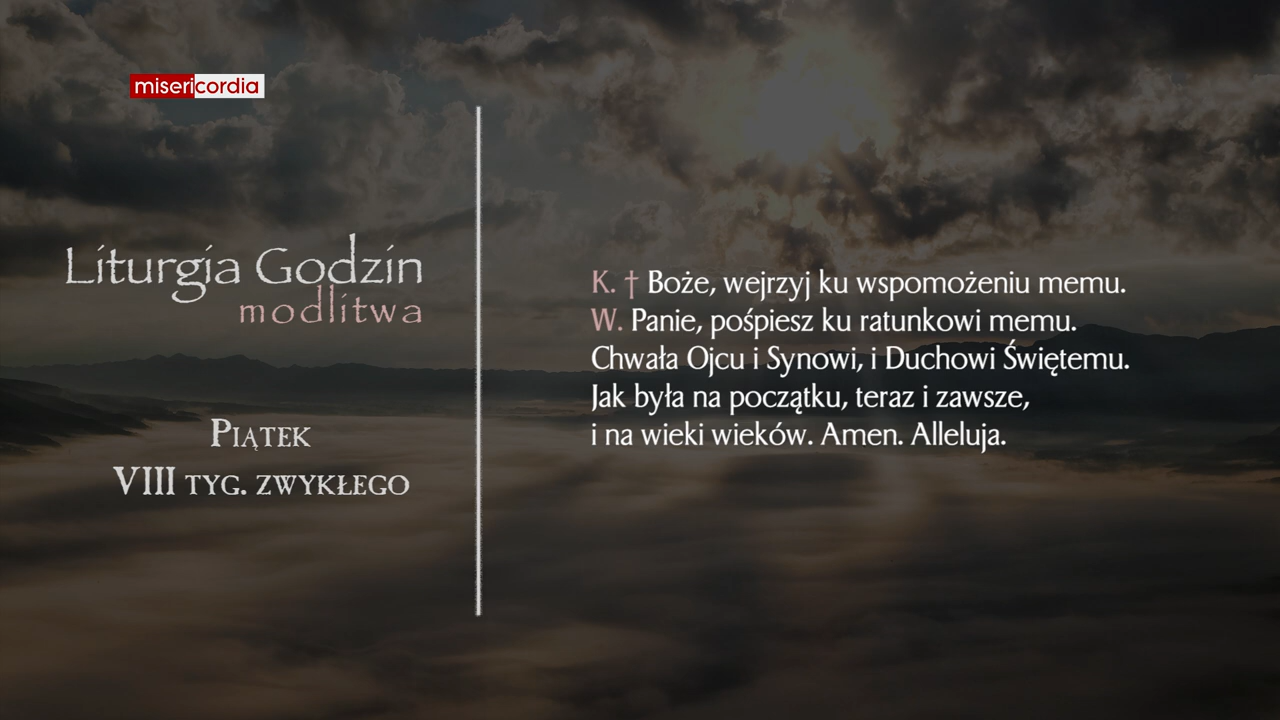 misericordia
Liturgia Godzin
modlitwa
Piątek
VIII tyg. zwykłego
K. † Boże, wejrzyj ku wspomożeniu memu.
W. Panie, pośpiesz ku ratunkowi memu.
Chwała Ojcu i Synowi, i Duchowi Świętemu.
Jak była na początku, teraz i zawsze,
i na wieki wieków. Amen. Alleluja.